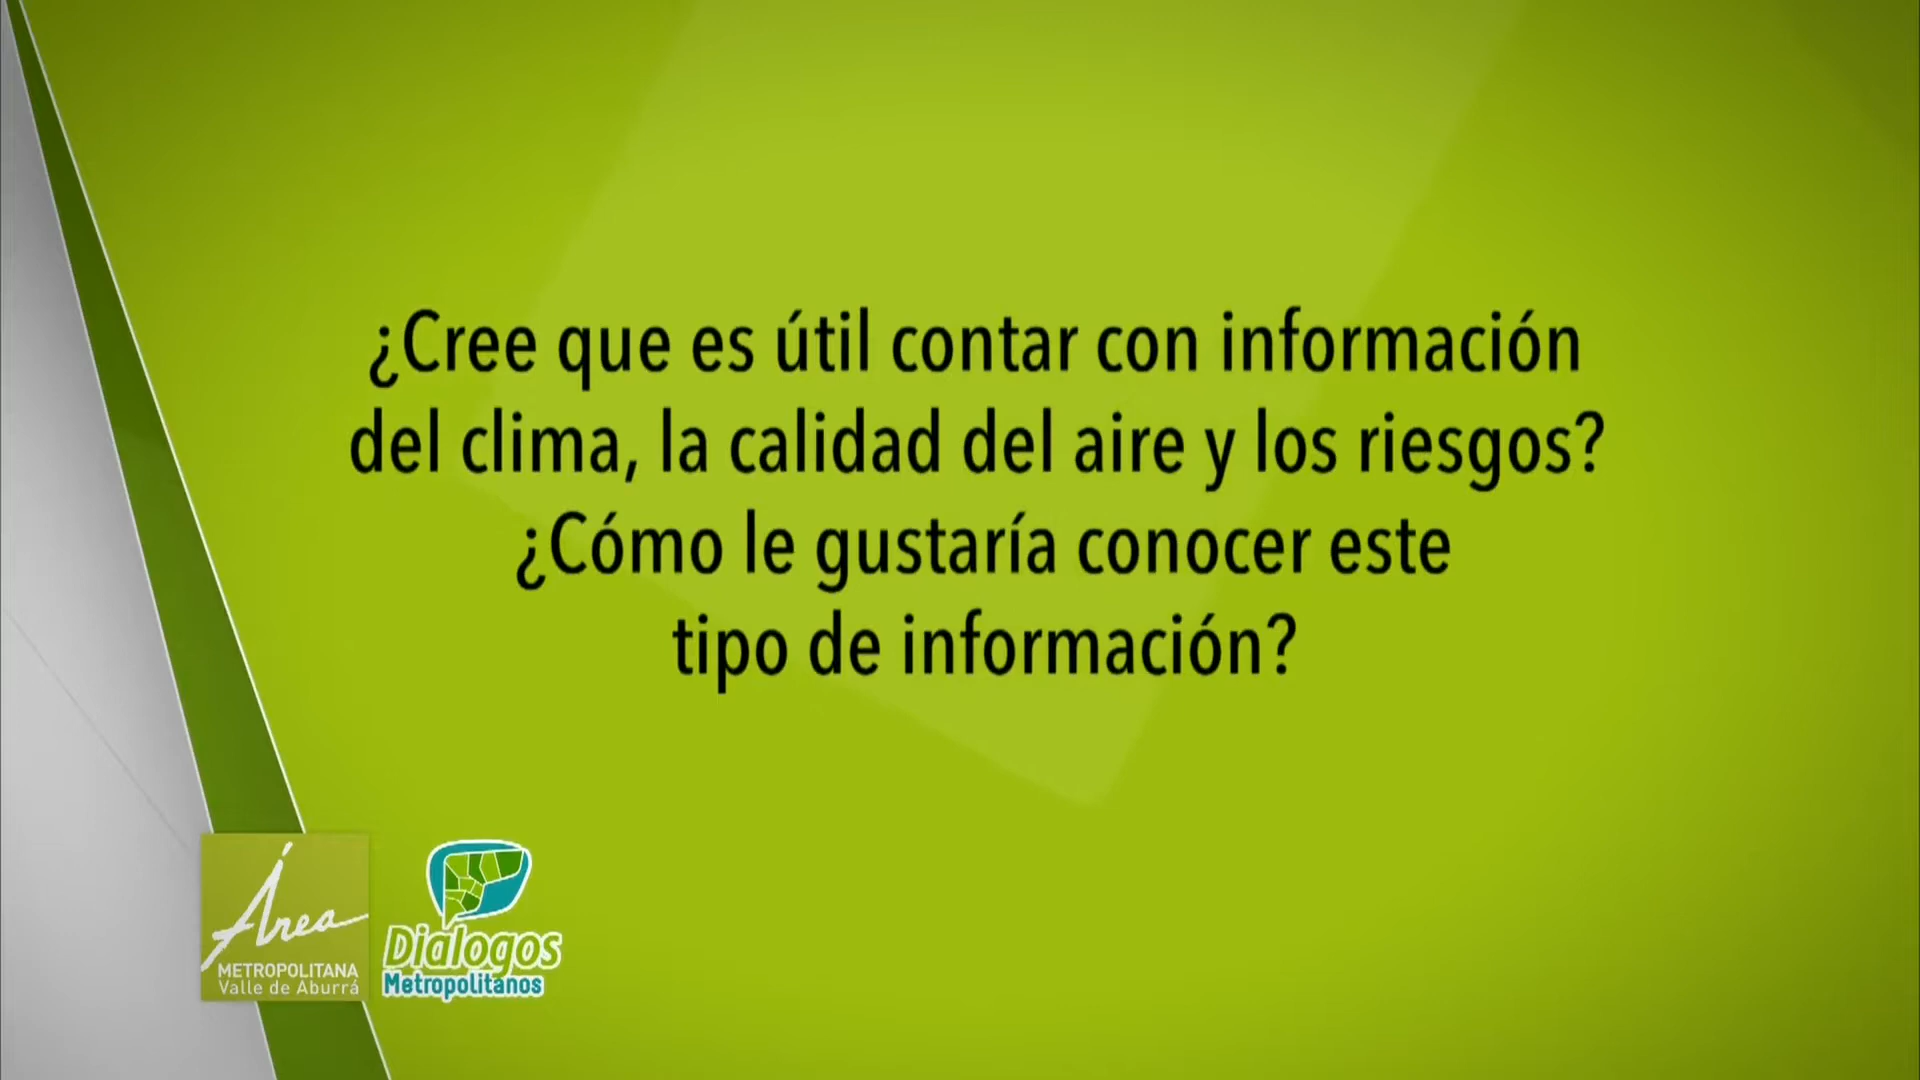 ¿Cree que es útil contar con información
del clima, la calidad del aire y los riesgos?
¿Cómo le gustaría conocer este
tipo de información?
Área
METROPOLITANA
Valle de Aburrá
Dialogos
Metropolitanos